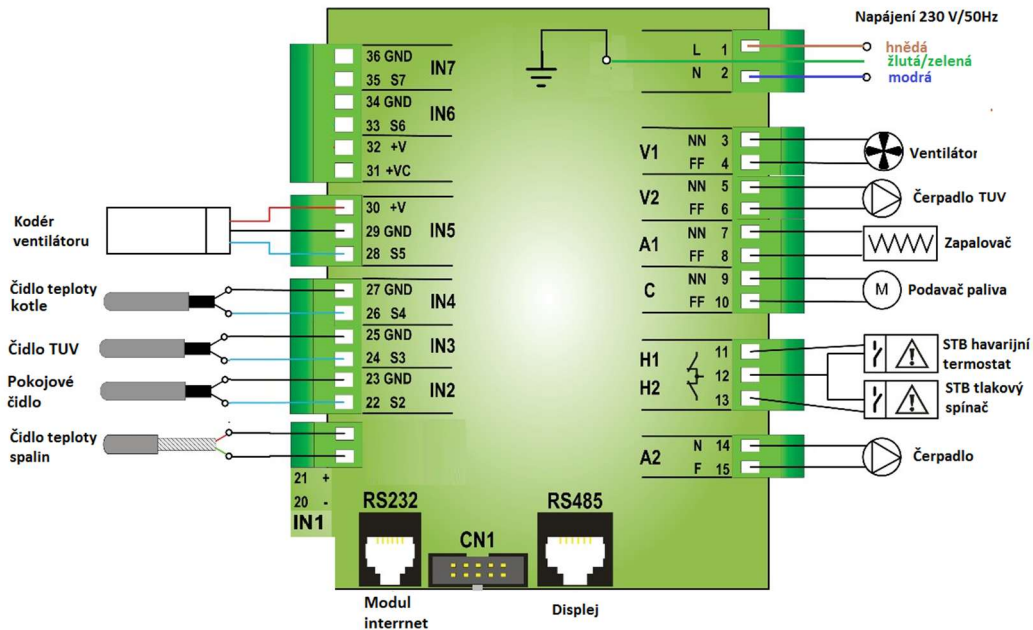 Napájení 230 V/50Hz
L 1
hnědá
žlutá/zelená
N 2
modrá
36 GND
35 S7
IN7
34 GND
33 S6
IN6
32 +V
31 +VC
Kodér
ventilátoru
30 +V
29 GND
28 S5
IN5
Čidlo teploty
kotle
27 GND
26 S4
IN4
Čidlo TUV
25 GND
24 S3
IN3
Pokojové
čidlo
23 GND
22 S2
IN2
Čidlo teploty
spalin
21 +
20 -
IN1
V1
NN 3
FF 4
Ventilátor
V2
NN 5
FF 6
Čerpadlo TUV
A1
NN 7
FF 8
Zapalovač
C
NN 9
FF 10
M
Podavač paliva
H1
H2
11
12
13
STB havarijní
termostat
STB tlakový
spínač
A2
N 14
F 15
Čerpadlo
RS232
CN1
RS485
Modul
interrnet
Displej